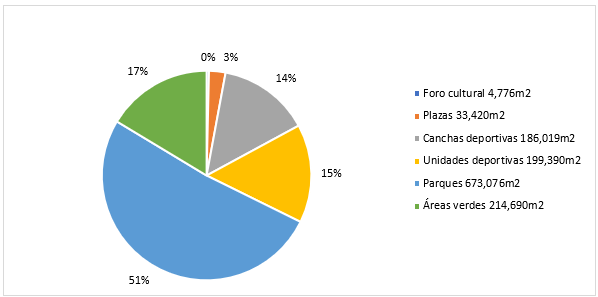 0% 3%
17%
14%
15%
51%
Foro cultural 4,776m2
Plazas 33,420m2
Canchas deportivas 186,019m2
Unidades deportivas 199,390m2
Parques 673,076m2
Áreas verdes 214,690m2